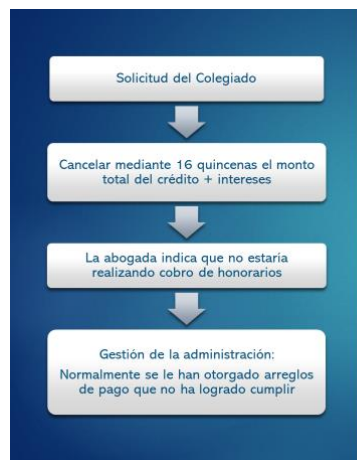 Solicitud del Colegiado
Cancelar mediante 16 quincenas el monto
total del crédito + intereses
La abogada indica que no estaría
realizando cobro de honorarios
Gestión de la administración:
Normalmente se le han otorgado arreglos
de pago que no ha logrado cumplir